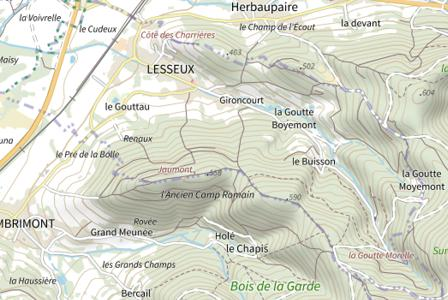 Herbaupaire
la Voivrelle
le Cudeux
Côté des Charrières
le Champ de l'Écout
la devant
463
502
604
LESSEUX
le Gouttau
Gironcourt
la Goutte
Boyemont
Renaux
le Pré de la Bolle
le Buisson
Jaumont
558
la Goutte
Moyemont
l'Ancien Camp Romain
590
MBRIMONT
Rovée
Grand Meunée
Holé
le Chapis
la Goutte Morelle
les Grands Champs
la Haussière
Bois de la Garde
Bercail